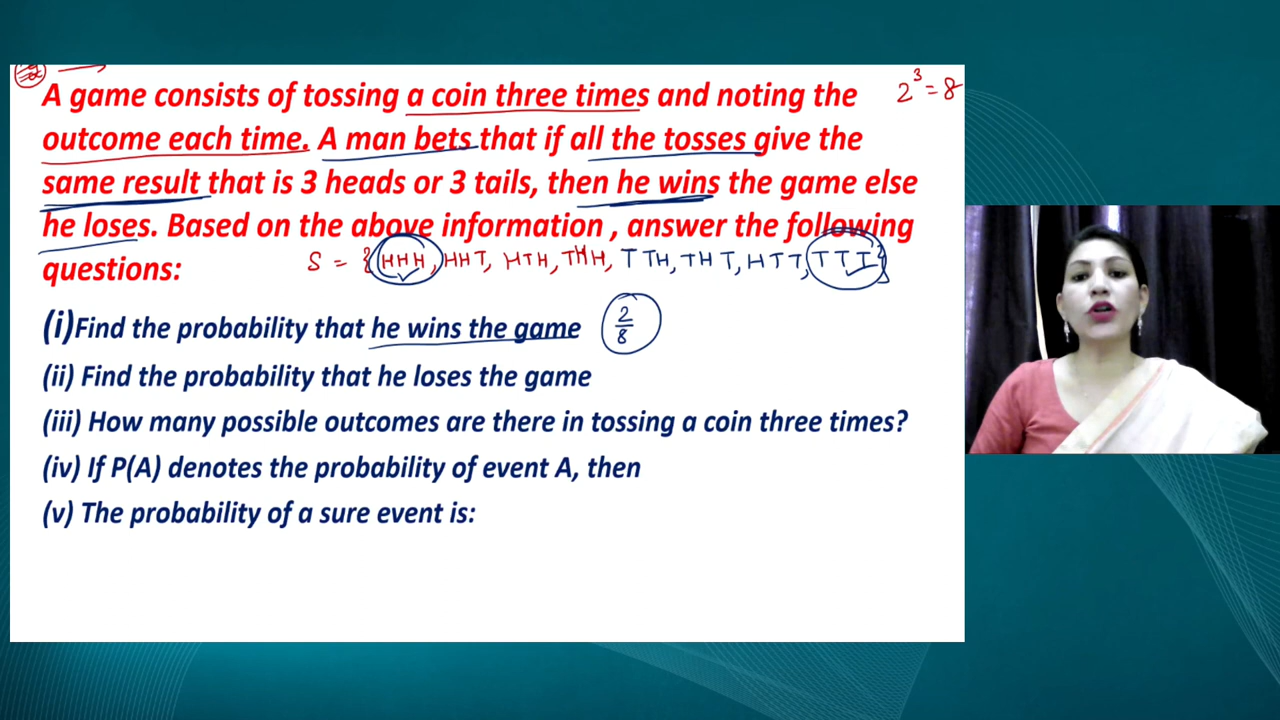 A game consists of tossing a coin three times and noting the
2³ = 8
outcome each time. A man bets that if all the tosses give the
same result that is 3 heads or 3 tails, then he wins the game else
he loses. Based on the above information , answer the following
questions:
S = { HHH, HHT, HTH, THH, TTH, THT, HTT, TTT }
(i)Find the probability that he wins the game 2/8
(ii) Find the probability that he loses the game
(iii) How many possible outcomes are there in tossing a coin three times?
(iv) If P(A) denotes the probability of event A, then
(v) The probability of a sure event is: